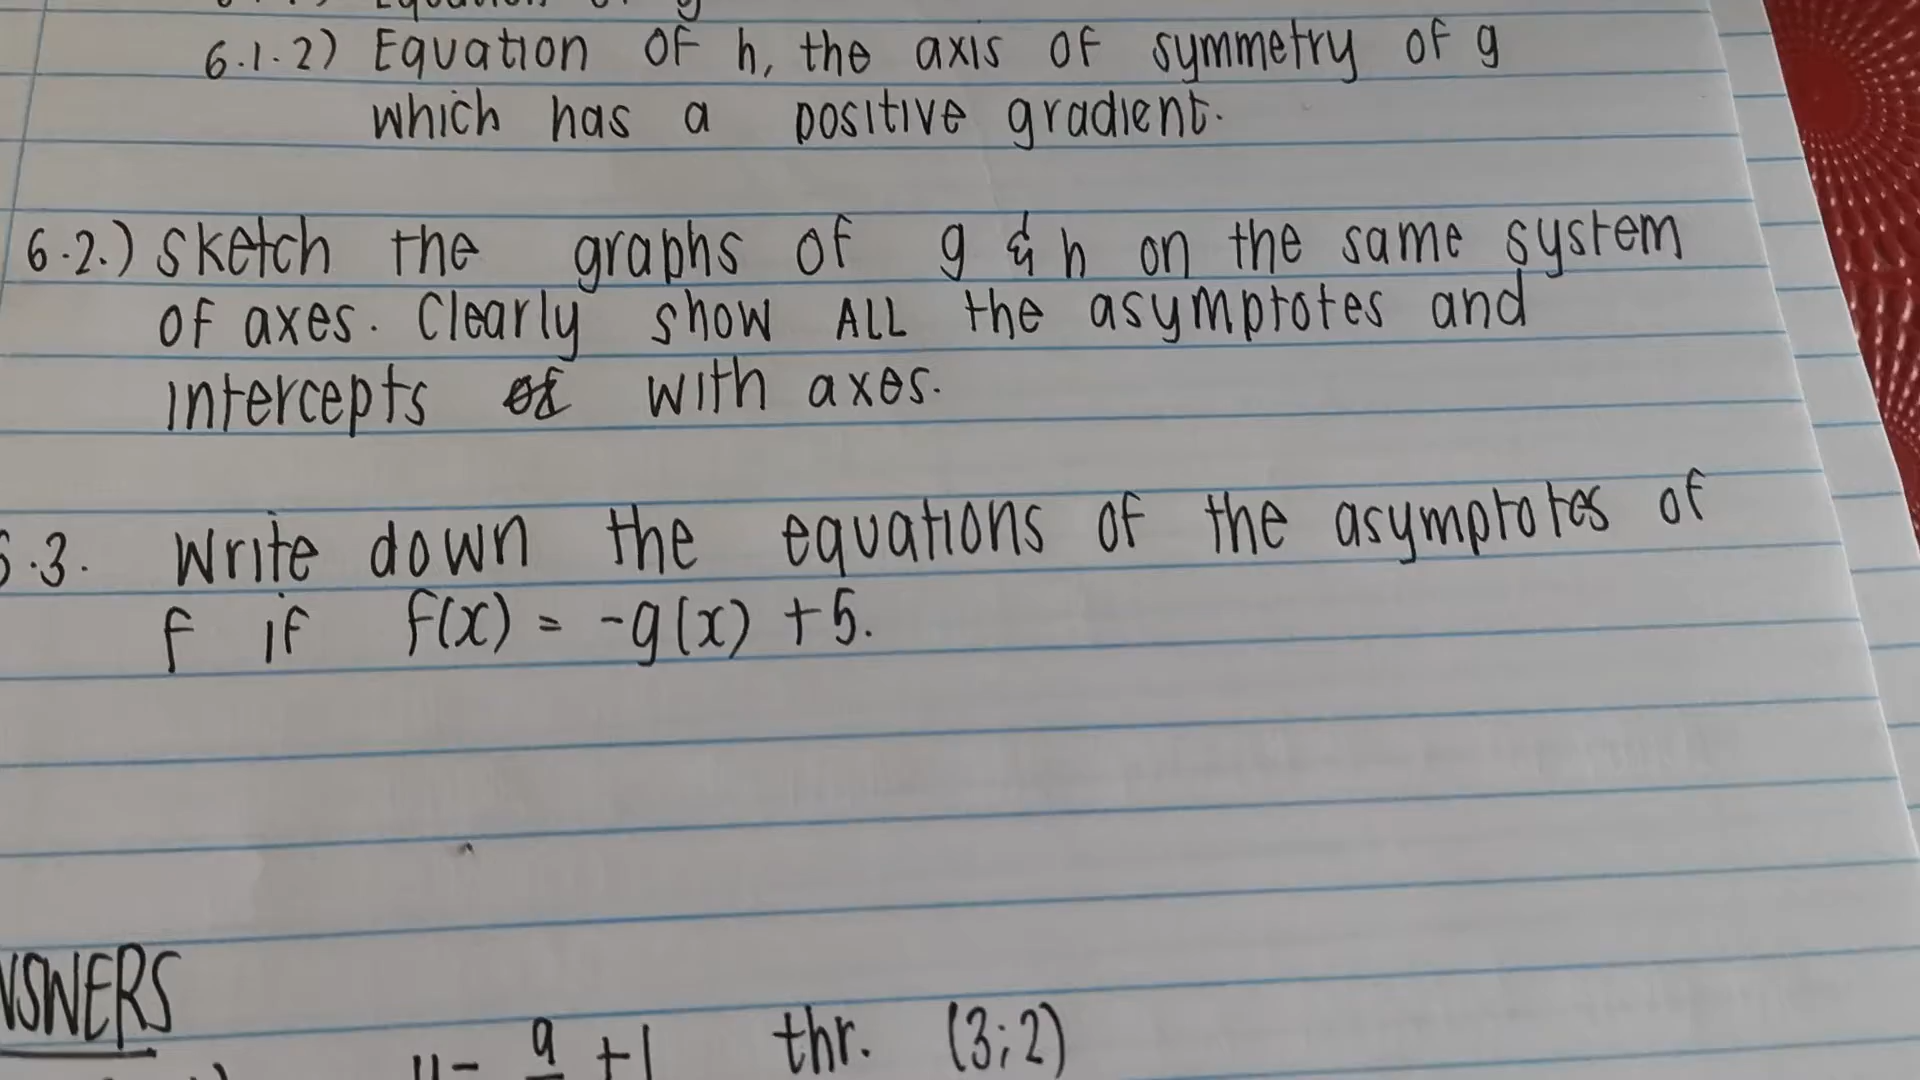 6.1.2) Equation of h, the axis of symmetry of g
which has a positive gradient.
6.2.) Sketch the graphs of g & h on the same system
of axes. Clearly show ALL the asymptotes and
intercepts with axes.
.3. Write down the equations of the asymptotes of
f if f(x) = -g(x) + 5.
NSWERS
a + 1 thr. (3;2)